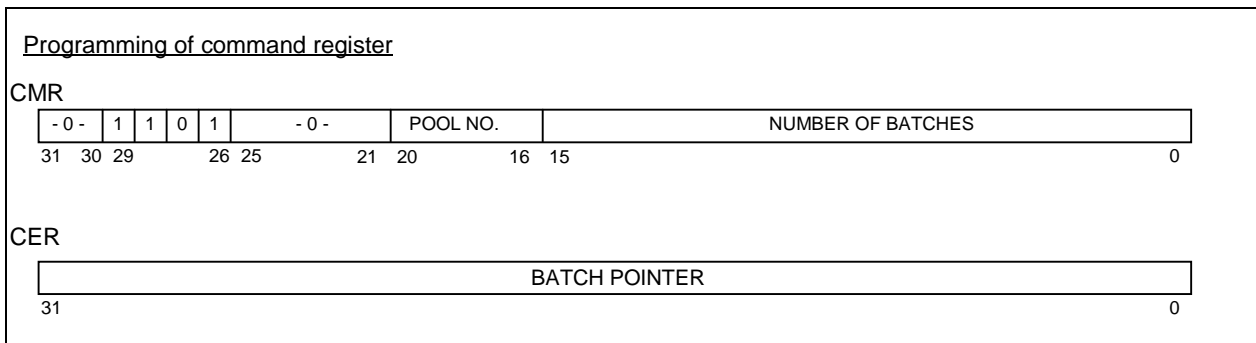 Programming of command register
CMR
- 0 - 1 1 0 1 - 0 - POOL NO. NUMBER OF BATCHES
31 30 29 26 25 21 20 16 15 0
CER
BATCH POINTER
31 0